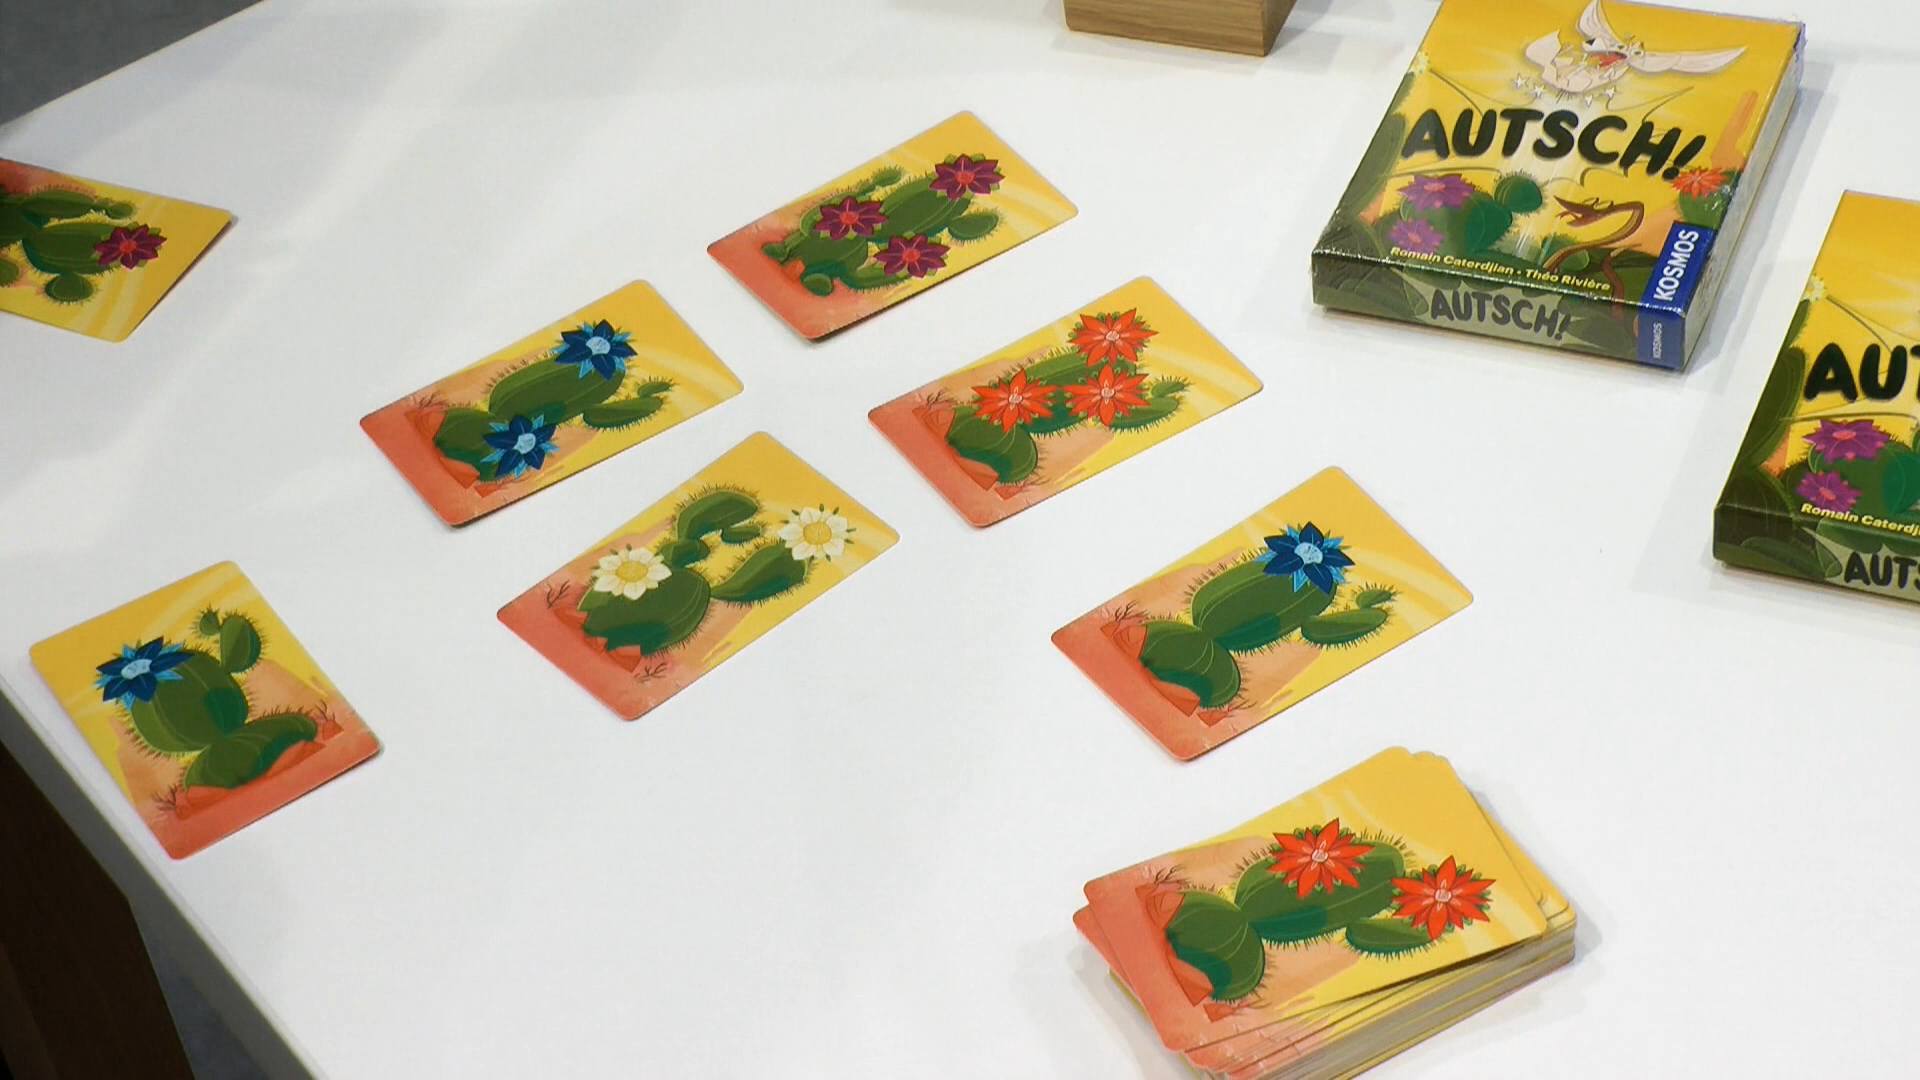 AUTSCH!
Romain Caterdjian • Théo Rivière
KOSMOS
AUTSCH!
KOSMOS
AUT
Romain Caterdji
AUTS